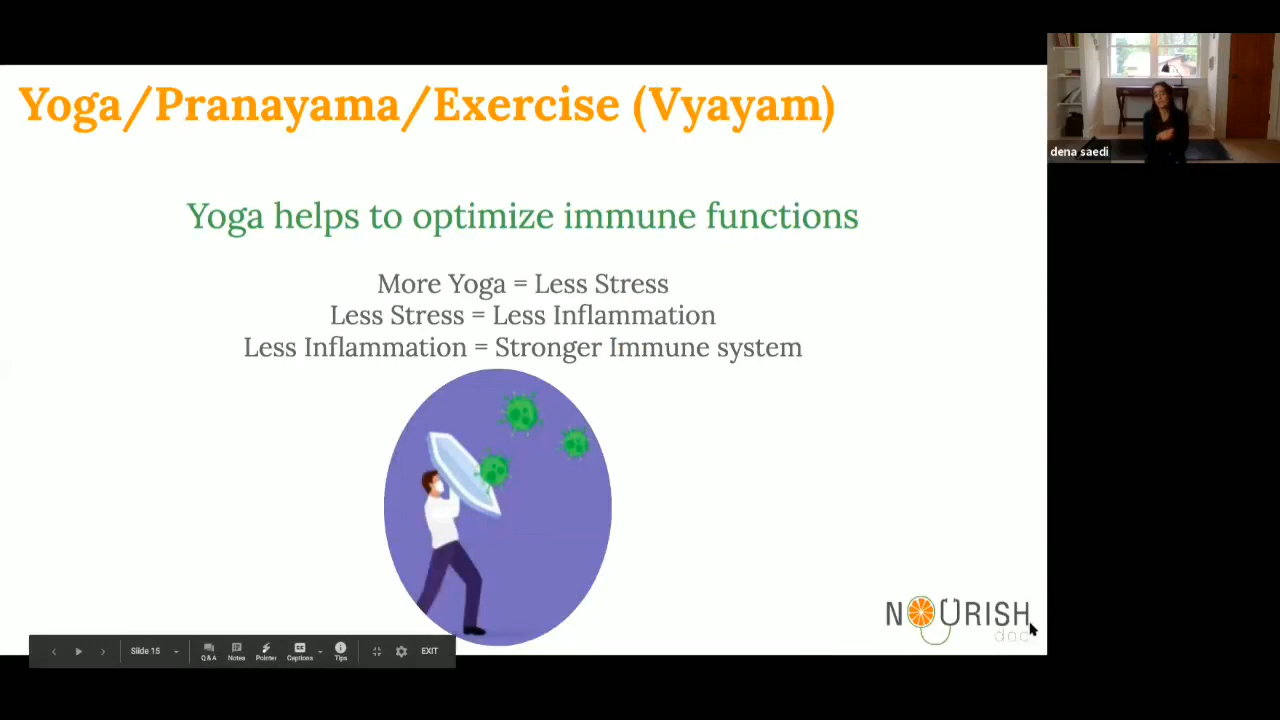 Yoga/Pranayama/Exercise (Vyayam)
dena saedi
Yoga helps to optimize immune functions
More Yoga = Less Stress
Less Stress = Less Inflammation
Less Inflammation = Stronger Immune system
NOURISH
doc
Slide 15
Q&A
Notes
Pointer
Captions
Tips
EXIT